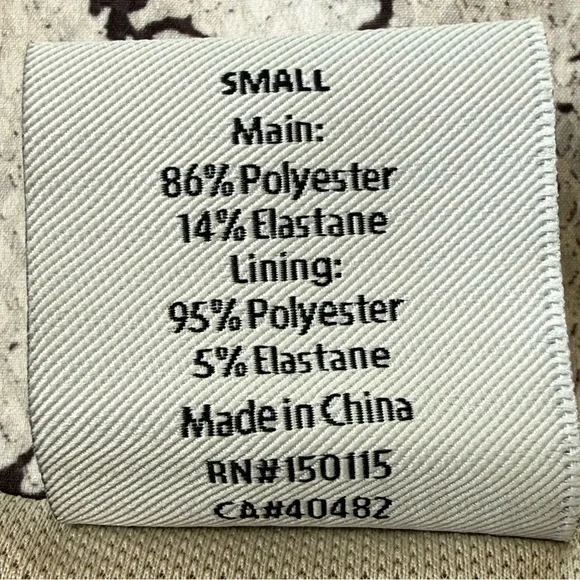 SMALL
Main:
86% Polyester
14% Elastane
Lining:
95% Polyester
5% Elastane
Made in China
RN#150115
CA#40482